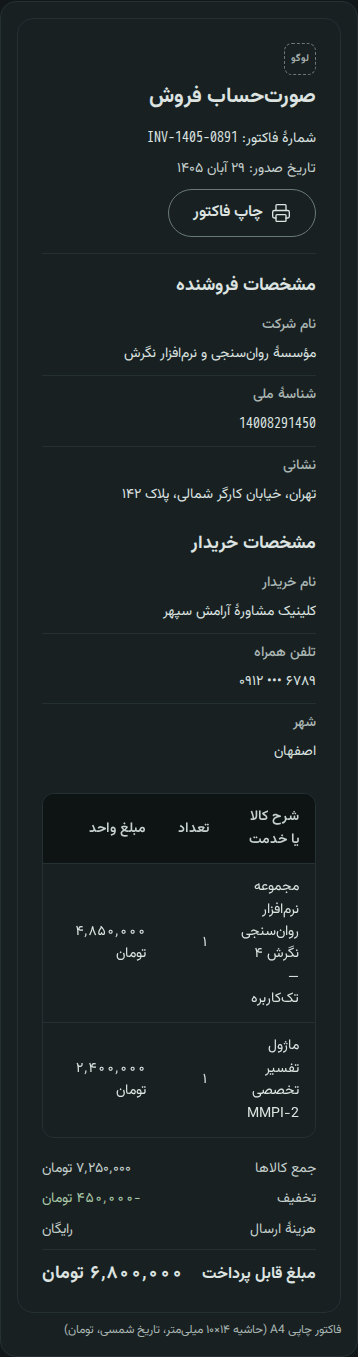 لوگو
صورت‌حساب فروش
شمارهٔ فاکتور: INV-1405-0891
تاریخ صدور: ۲۹ آبان ۱۴۰۵
چاپ فاکتور
مشخصات فروشنده
نام شرکت
مؤسسهٔ روان‌سنجی و نرم‌افزار نگرش
شناسهٔ ملی
14008291450
نشانی
تهران، خیابان کارگر شمالی، پلاک ۱۴۲
مشخصات خریدار
نام خریدار
کلینیک مشاورهٔ آرامش سپهر
تلفن همراه
۰۹۱۲ ••• ۶۷۸۹
شهر
اصفهان
شرح کالا یا خدمت	تعداد	مبلغ واحد
مجموعه نرم‌افزار روان‌سنجی نگرش ۴ — تک‌کاربره	۱	۴,۸۵۰,۰۰۰ تومان
ماژول تفسیر تخصصی MMPI-2	۱	۲,۴۰۰,۰۰۰ تومان
جمع کالاها	۷,۲۵۰,۰۰۰ تومان
تخفیف	−۴۵۰,۰۰۰ تومان
هزینهٔ ارسال	رایگان
مبلغ قابل پرداخت	۶,۸۰۰,۰۰۰ تومان
فاکتور چاپی A4 (حاشیه ۱۴×۱۰ میلی‌متر، تاریخ شمسی، تومان)